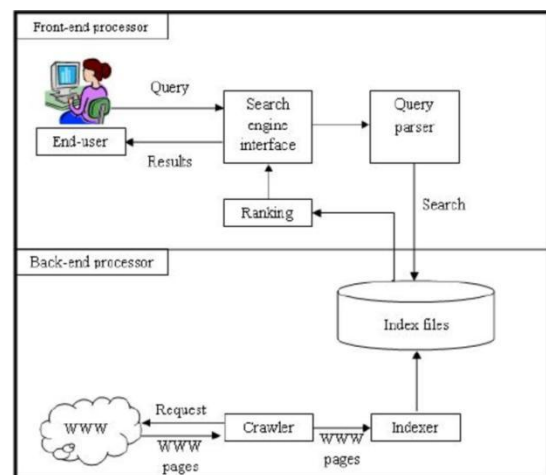 Front-end processor
Query
Search
engine
interface
Query
parser
End-user
Results
Ranking
Search
Back-end processor
Index files
Request
WWW
Crawler
Indexer
WWW
pages
WWW
pages